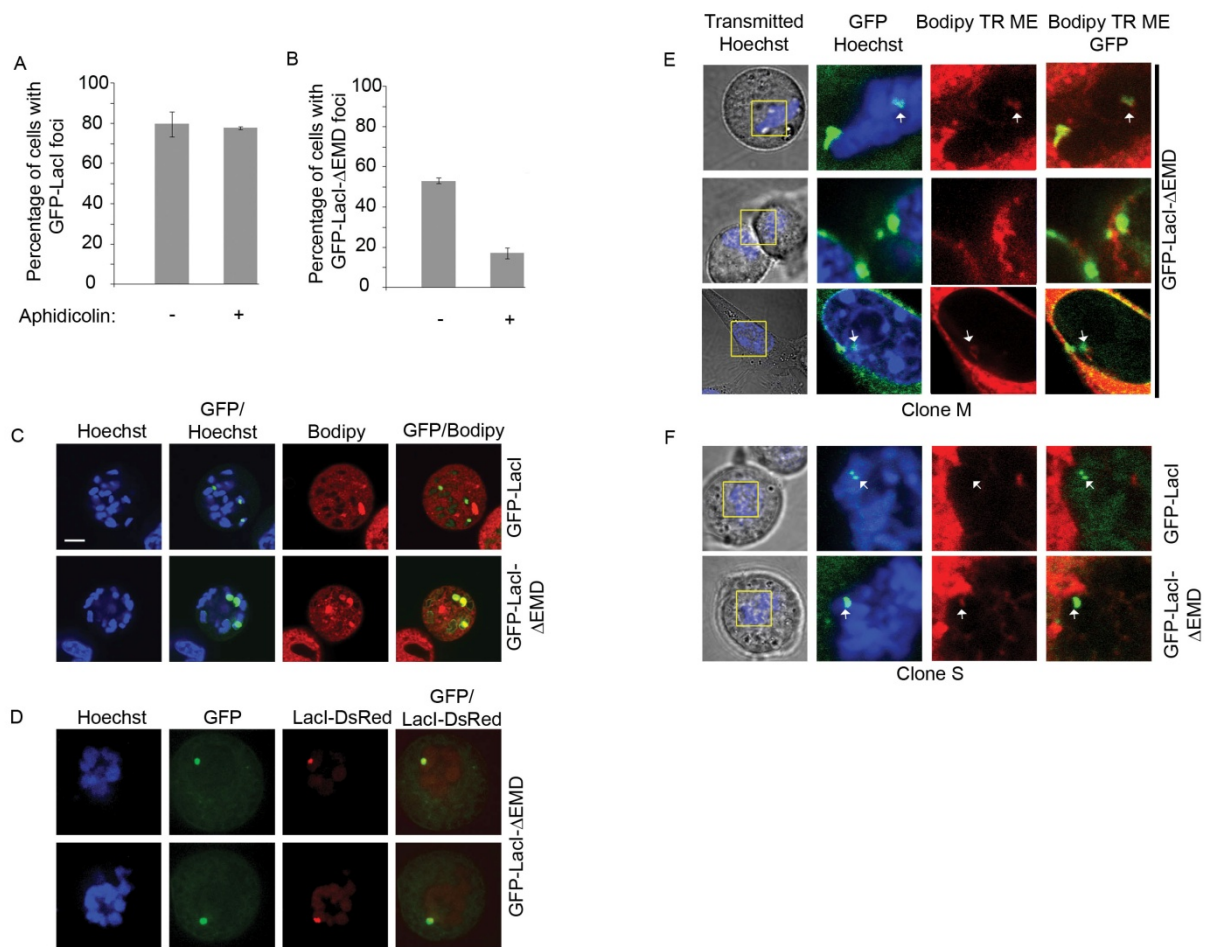 A
Percentage of cells with
GFP-LacI foci
100
80
60
40
20
0
Aphidicolin:
-
+
B
Percentage of cells with
GFP-LacI-ΔEMD foci
100
80
60
40
20
0
-
+
C
Hoechst
GFP/
Hoechst
Bodipy
GFP/Bodipy
GFP-LacI
GFP-LacI-
ΔEMD
D
Hoechst
GFP
LacI-DsRed
GFP/
LacI-DsRed
GFP-LacI-ΔEMD
E
Transmitted
Hoechst
GFP
Hoechst
Bodipy TR ME
Bodipy TR ME
GFP
GFP-LacI-ΔEMD
Clone M
F
GFP-LacI
GFP-LacI-
ΔEMD
Clone S